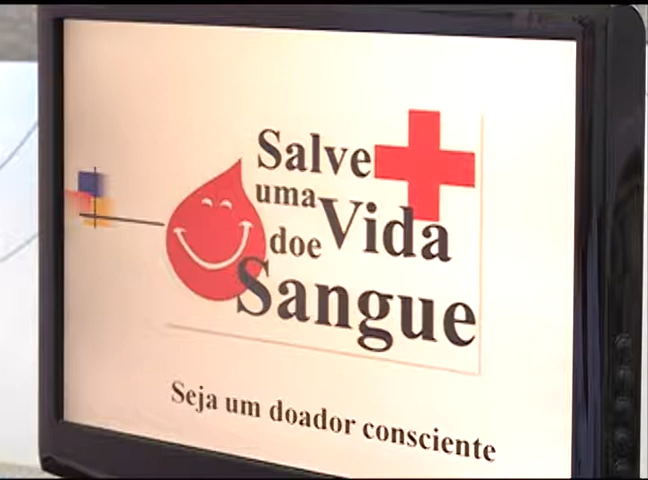 Salve
uma Vida
doe
Sangue
Seja um doador consciente